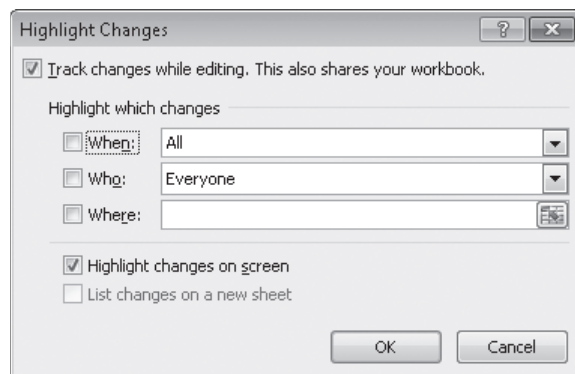 Highlight Changes
Track changes while editing. This also shares your workbook.
Highlight which changes
When: All
Who: Everyone
Where:
Highlight changes on screen
List changes on a new sheet
OK Cancel